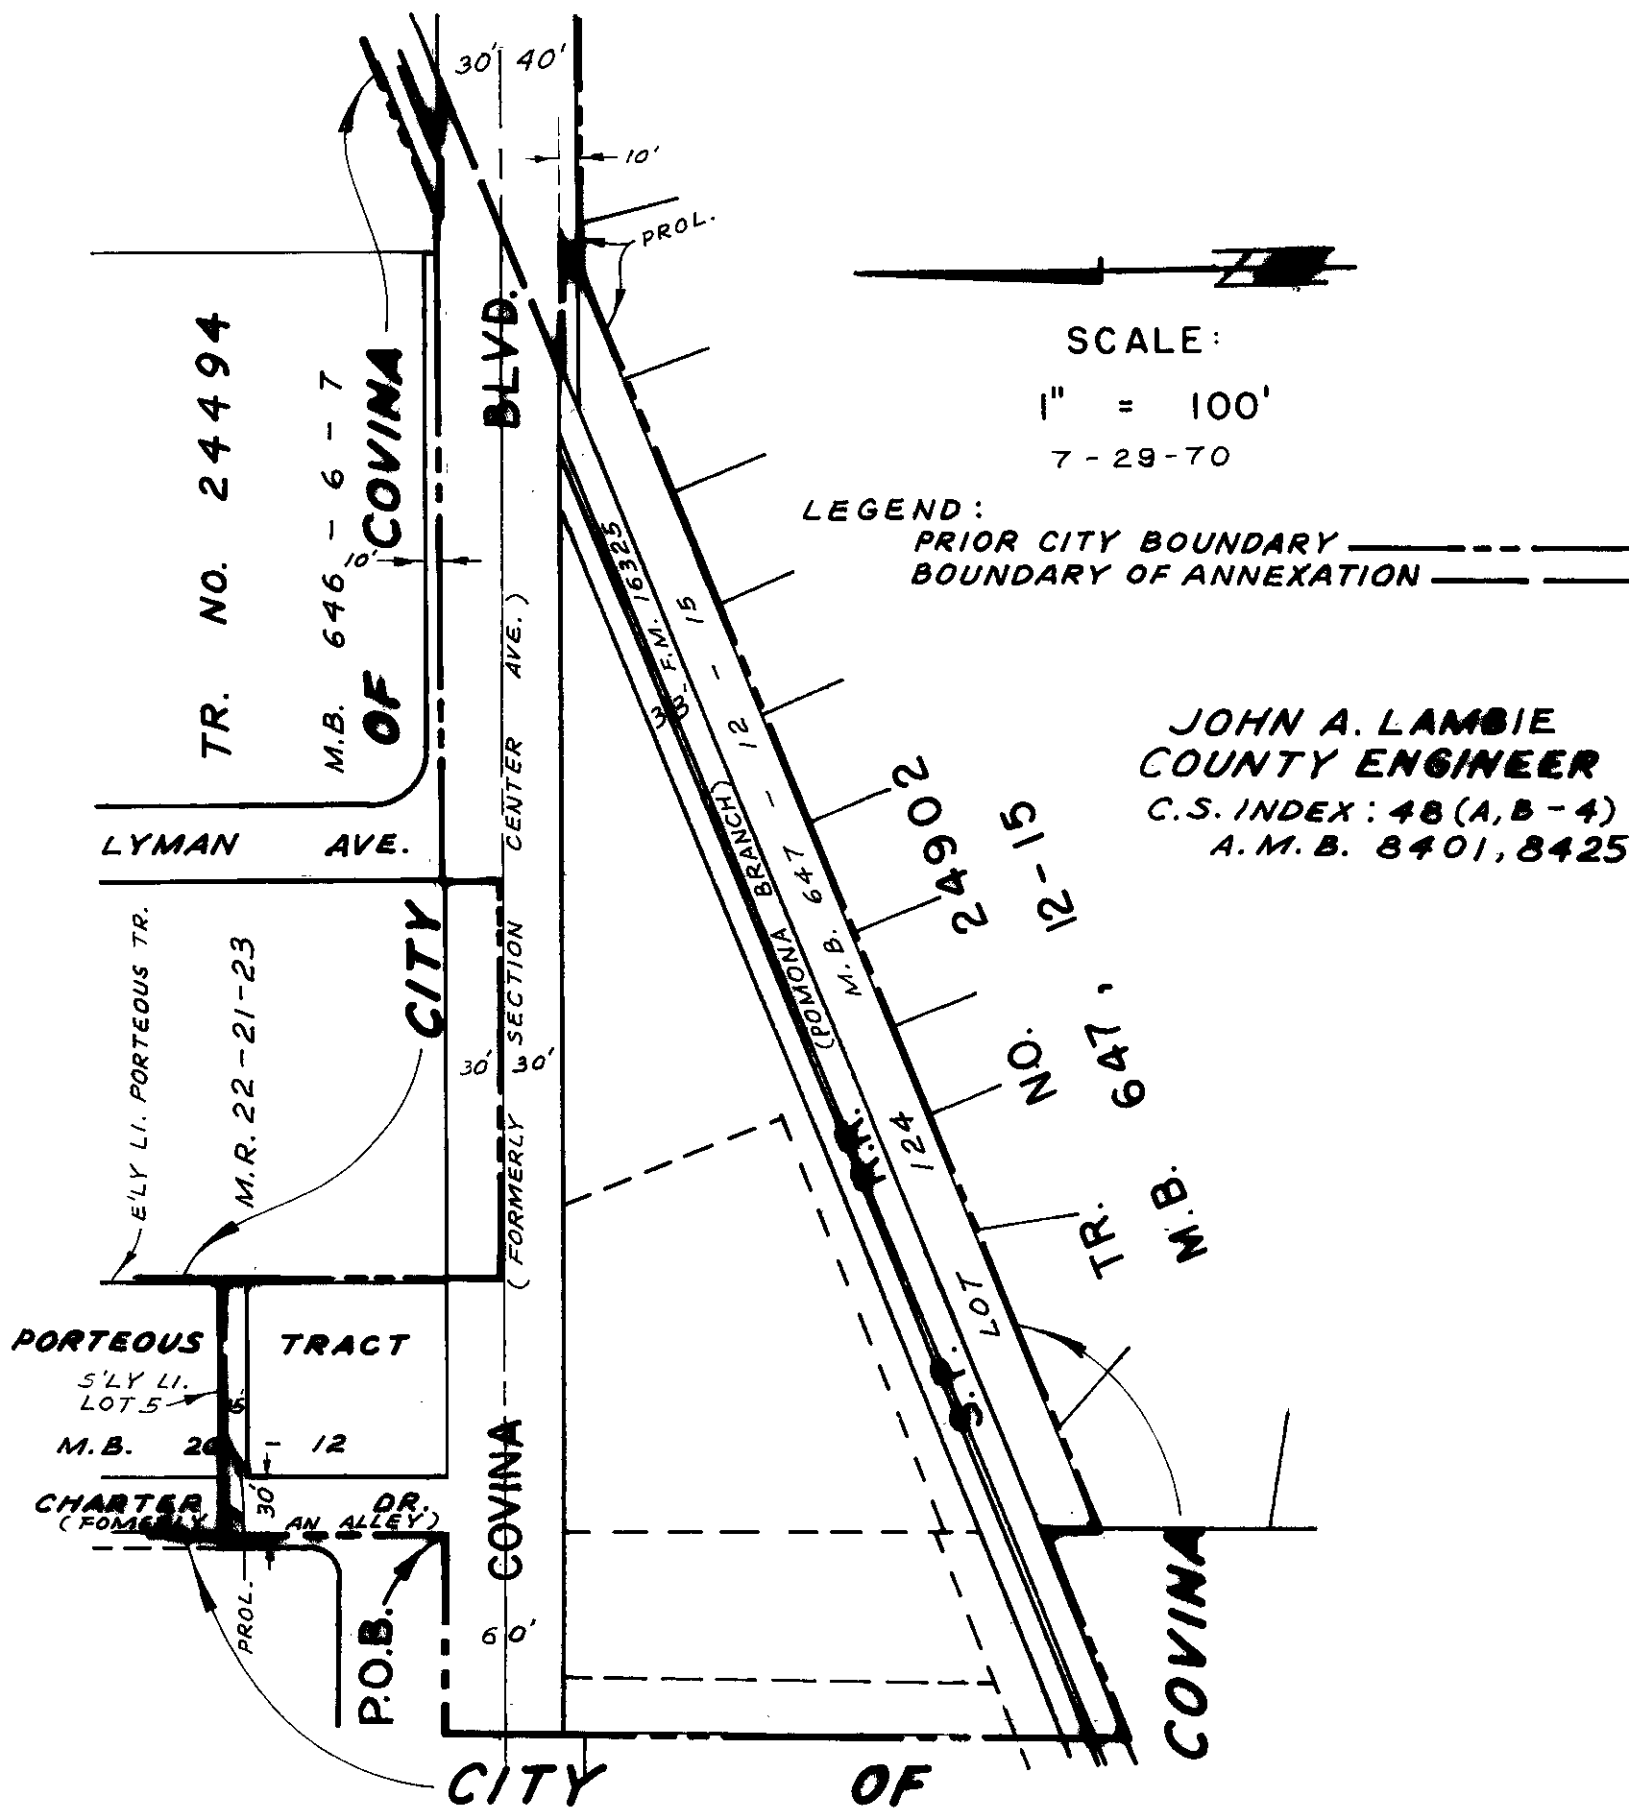 30' 40'
10'
PROL.
TR. NO. 24494
M.B. 646 - 6 - 7
CITY OF COVINA
10'
COVINA BLVD.
(FORMERLY SECTION CENTER AVE.)
30' 30'
60'
SCALE:
1" = 100'
7-29-70
LEGEND:
PRIOR CITY BOUNDARY
BOUNDARY OF ANNEXATION
JOHN A. LAMBIE
COUNTY ENGINEER
C.S. INDEX: 48 (A, B - 4)
A.M.B. 8401, 8425
LYMAN AVE.
E'LY LI. PORTEOUS TR.
M.R. 22-21-23
S.P. R.R.
(POMONA BRANCH)
33 - F.M. 16325
LOT 124
M.B. 647 - 12 - 15
TR. NO. 24902
M.B. 647, 12-15
PORTEOUS TRACT
S'LY LI.
LOT 5
M.B. 20 - 12
CHARTER DR.
(FOMERLY AN ALLEY)
30'
PROL.
P.O.B.
CITY OF COVINA